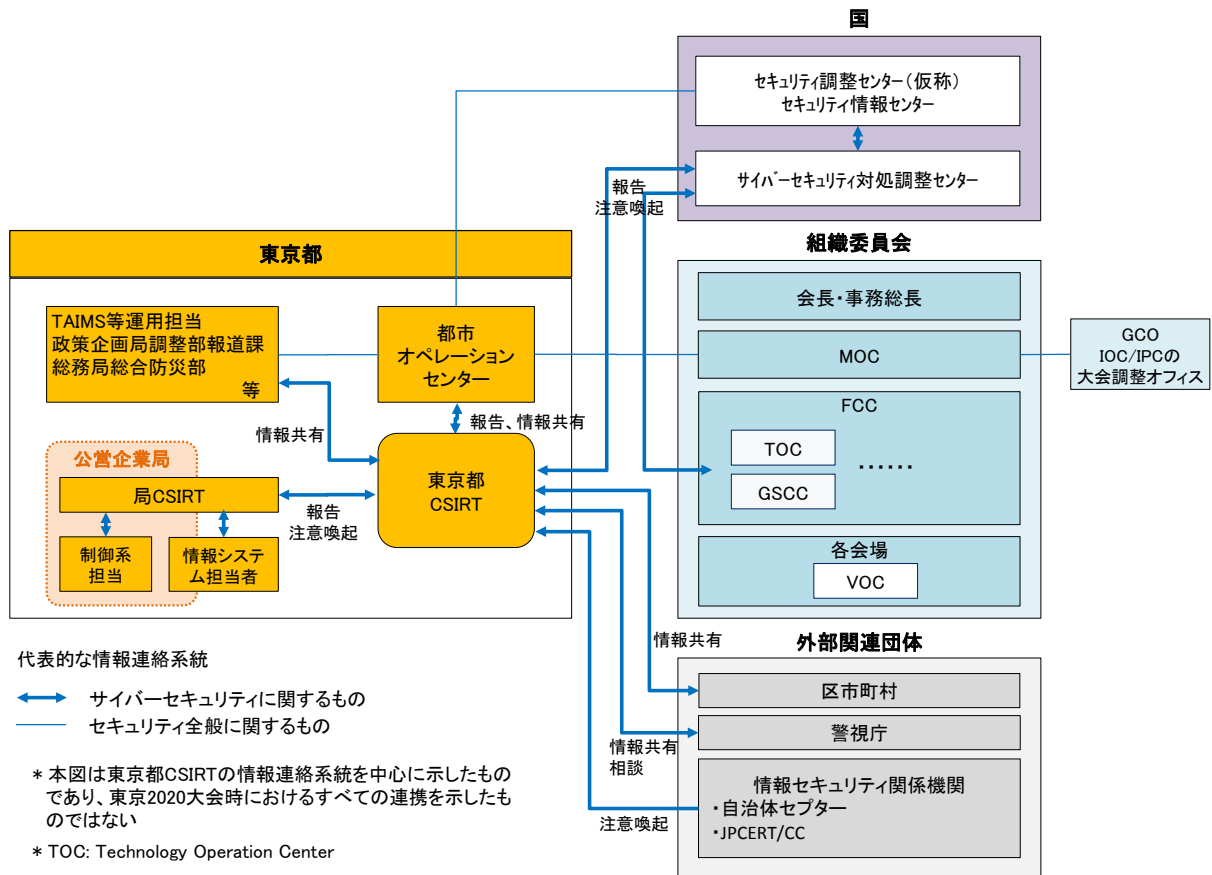 国
セキュリティ調整センター（仮称）
セキュリティ情報センター
サイバーセキュリティ対処調整センター
報告
注意喚起
東京都
TAIMS等運用担当
政策企画局調整部報道課
総務局総合防災部
等
都市
オペレーション
センター
情報共有
報告、情報共有
公営企業局
局CSIRT
制御系
担当
情報システ
ム担当者
報告
注意喚起
東京都
CSIRT
組織委員会
会長・事務総長
MOC
GCO
IOC/IPCの
大会調整オフィス
FCC
TOC
GSCC
・・・・・・
各会場
VOC
情報共有
外部関連団体
区市町村
警視庁
情報共有
相談
情報セキュリティ関係機関
・自治体セプター
・JPCERT/CC
注意喚起
代表的な情報連絡系統
サイバーセキュリティに関するもの
セキュリティ全般に関するもの
＊本図は東京都CSIRTの情報連絡系統を中心に示したもの
であり、東京2020大会時におけるすべての連携を示したも
のではない
＊TOC: Technology Operation Center